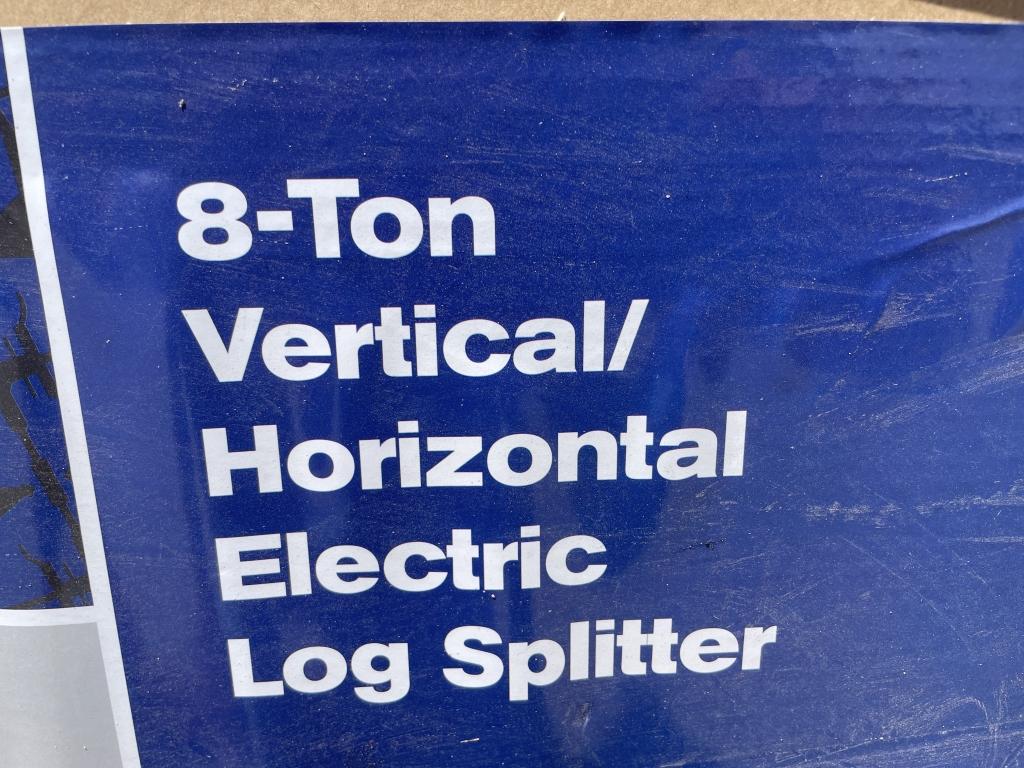 8-Ton
Vertical/
Horizontal
Electric
Log Splitter